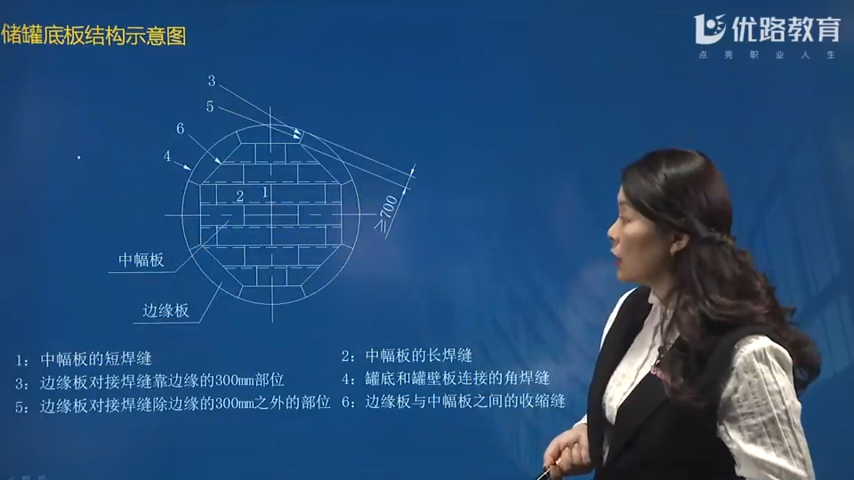 储罐底板结构示意图
优路教育
点亮职业人生
3
5
6
4
2 1
≥700
中幅板
边缘板
1：中幅板的短焊缝
2：中幅板的长焊缝
3：边缘板对接焊缝靠边缘的300mm部位
4：罐底和罐壁板连接的角焊缝
5：边缘板对接焊缝除边缘的300mm之外的部位
6：边缘板与中幅板之间的收缩缝